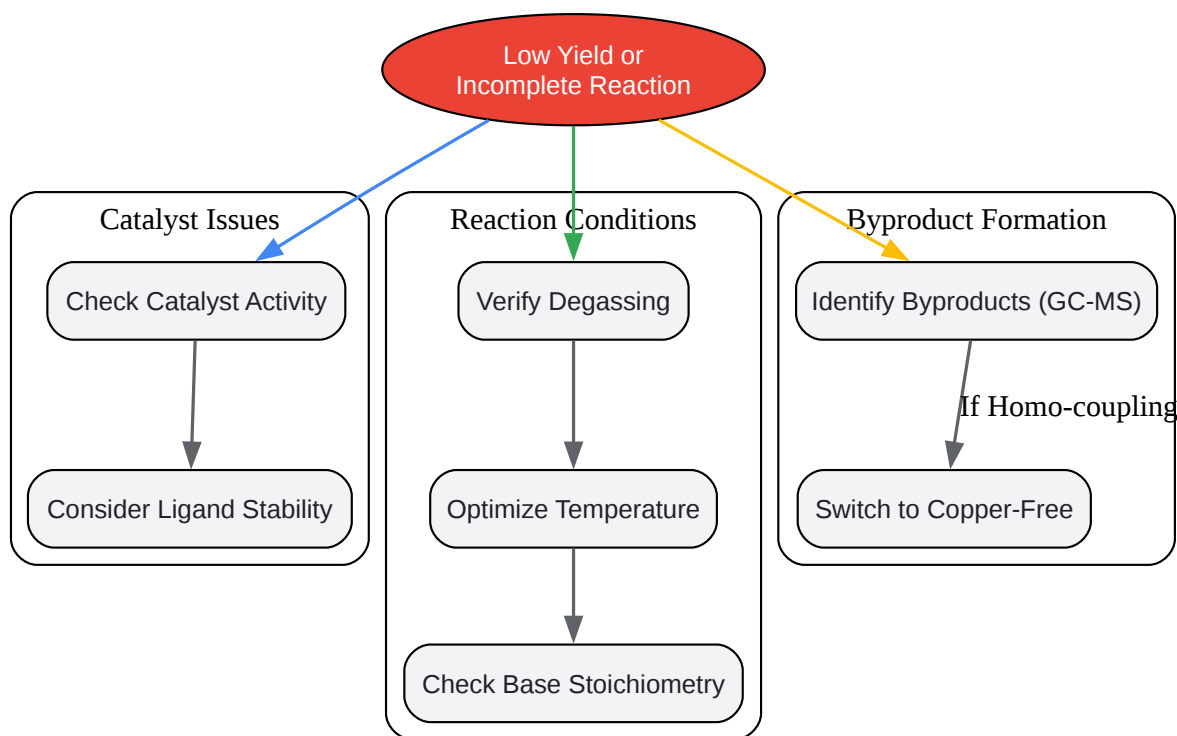 Low Yield or
Incomplete Reaction
Catalyst Issues
Reaction Conditions
Byproduct Formation
Check Catalyst Activity
Verify Degassing
Identify Byproducts (GC-MS)
If Homo-coupling
Consider Ligand Stability
Optimize Temperature
Switch to Copper-Free
Check Base Stoichiometry